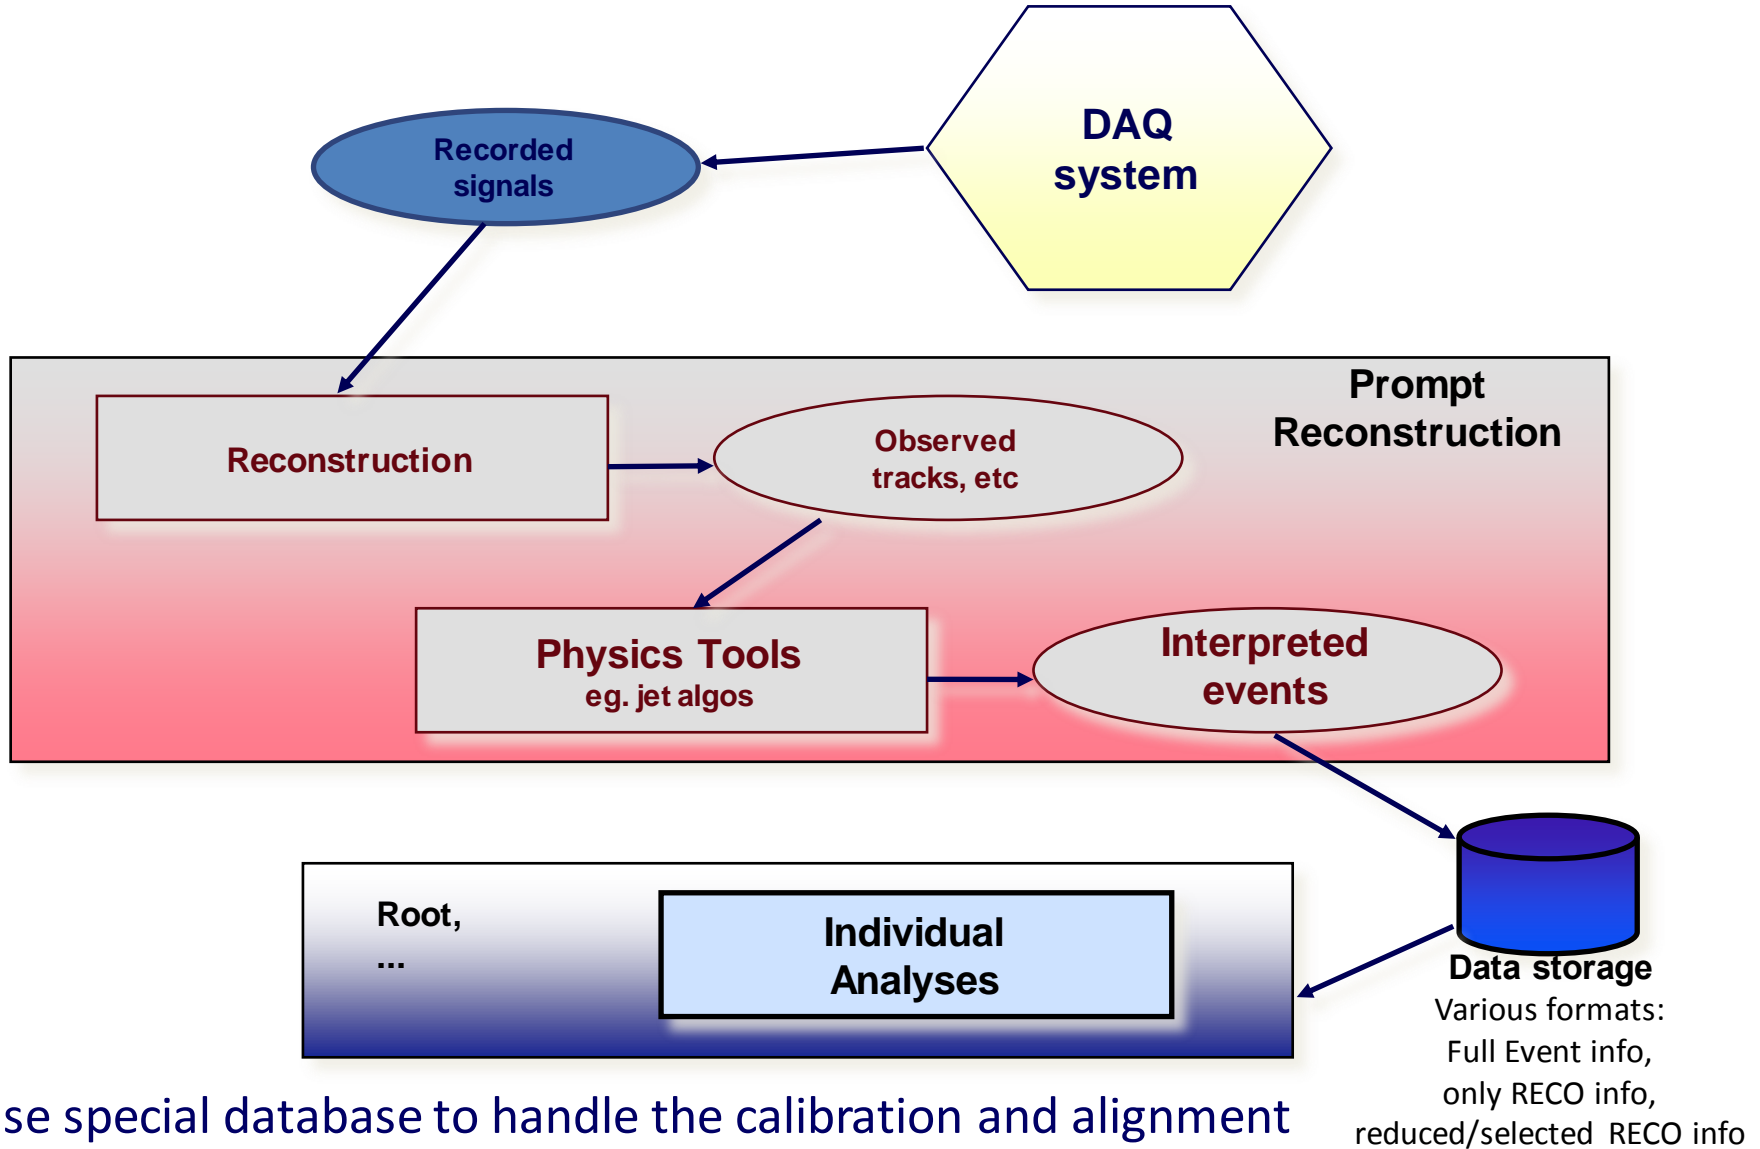 DAQ
system
Recorded
signals
Prompt
Reconstruction
Reconstruction
Observed
tracks, etc
Physics Tools
eg. jet algos
Interpreted
events
Root,
...
Individual
Analyses
Data storage
Various formats:
Full Event info,
only RECO info,
reduced/selected RECO info
se special database to handle the calibration and alignment